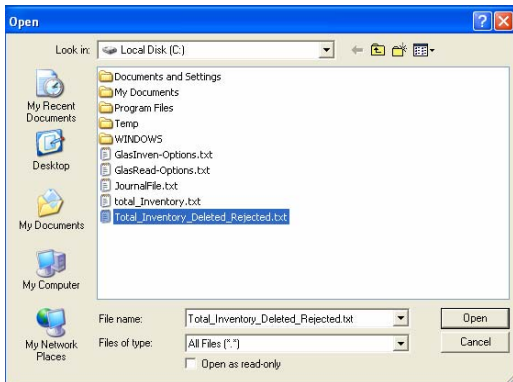 Open
Look in:
Local Disk (C:)
My Recent
Documents
Desktop
My Documents
My Computer
My Network
Places
Documents and Settings
My Documents
Program Files
Temp
WINDOWS
GlasInven-Options.txt
GlasRead-Options.txt
JournalFile.txt
total_Inventory.txt
Total_Inventory_Deleted_Rejected.txt
File name:
Total_Inventory_Deleted_Rejected.txt
Open
Files of type:
All Files (*.*)
Cancel
Open as read-only